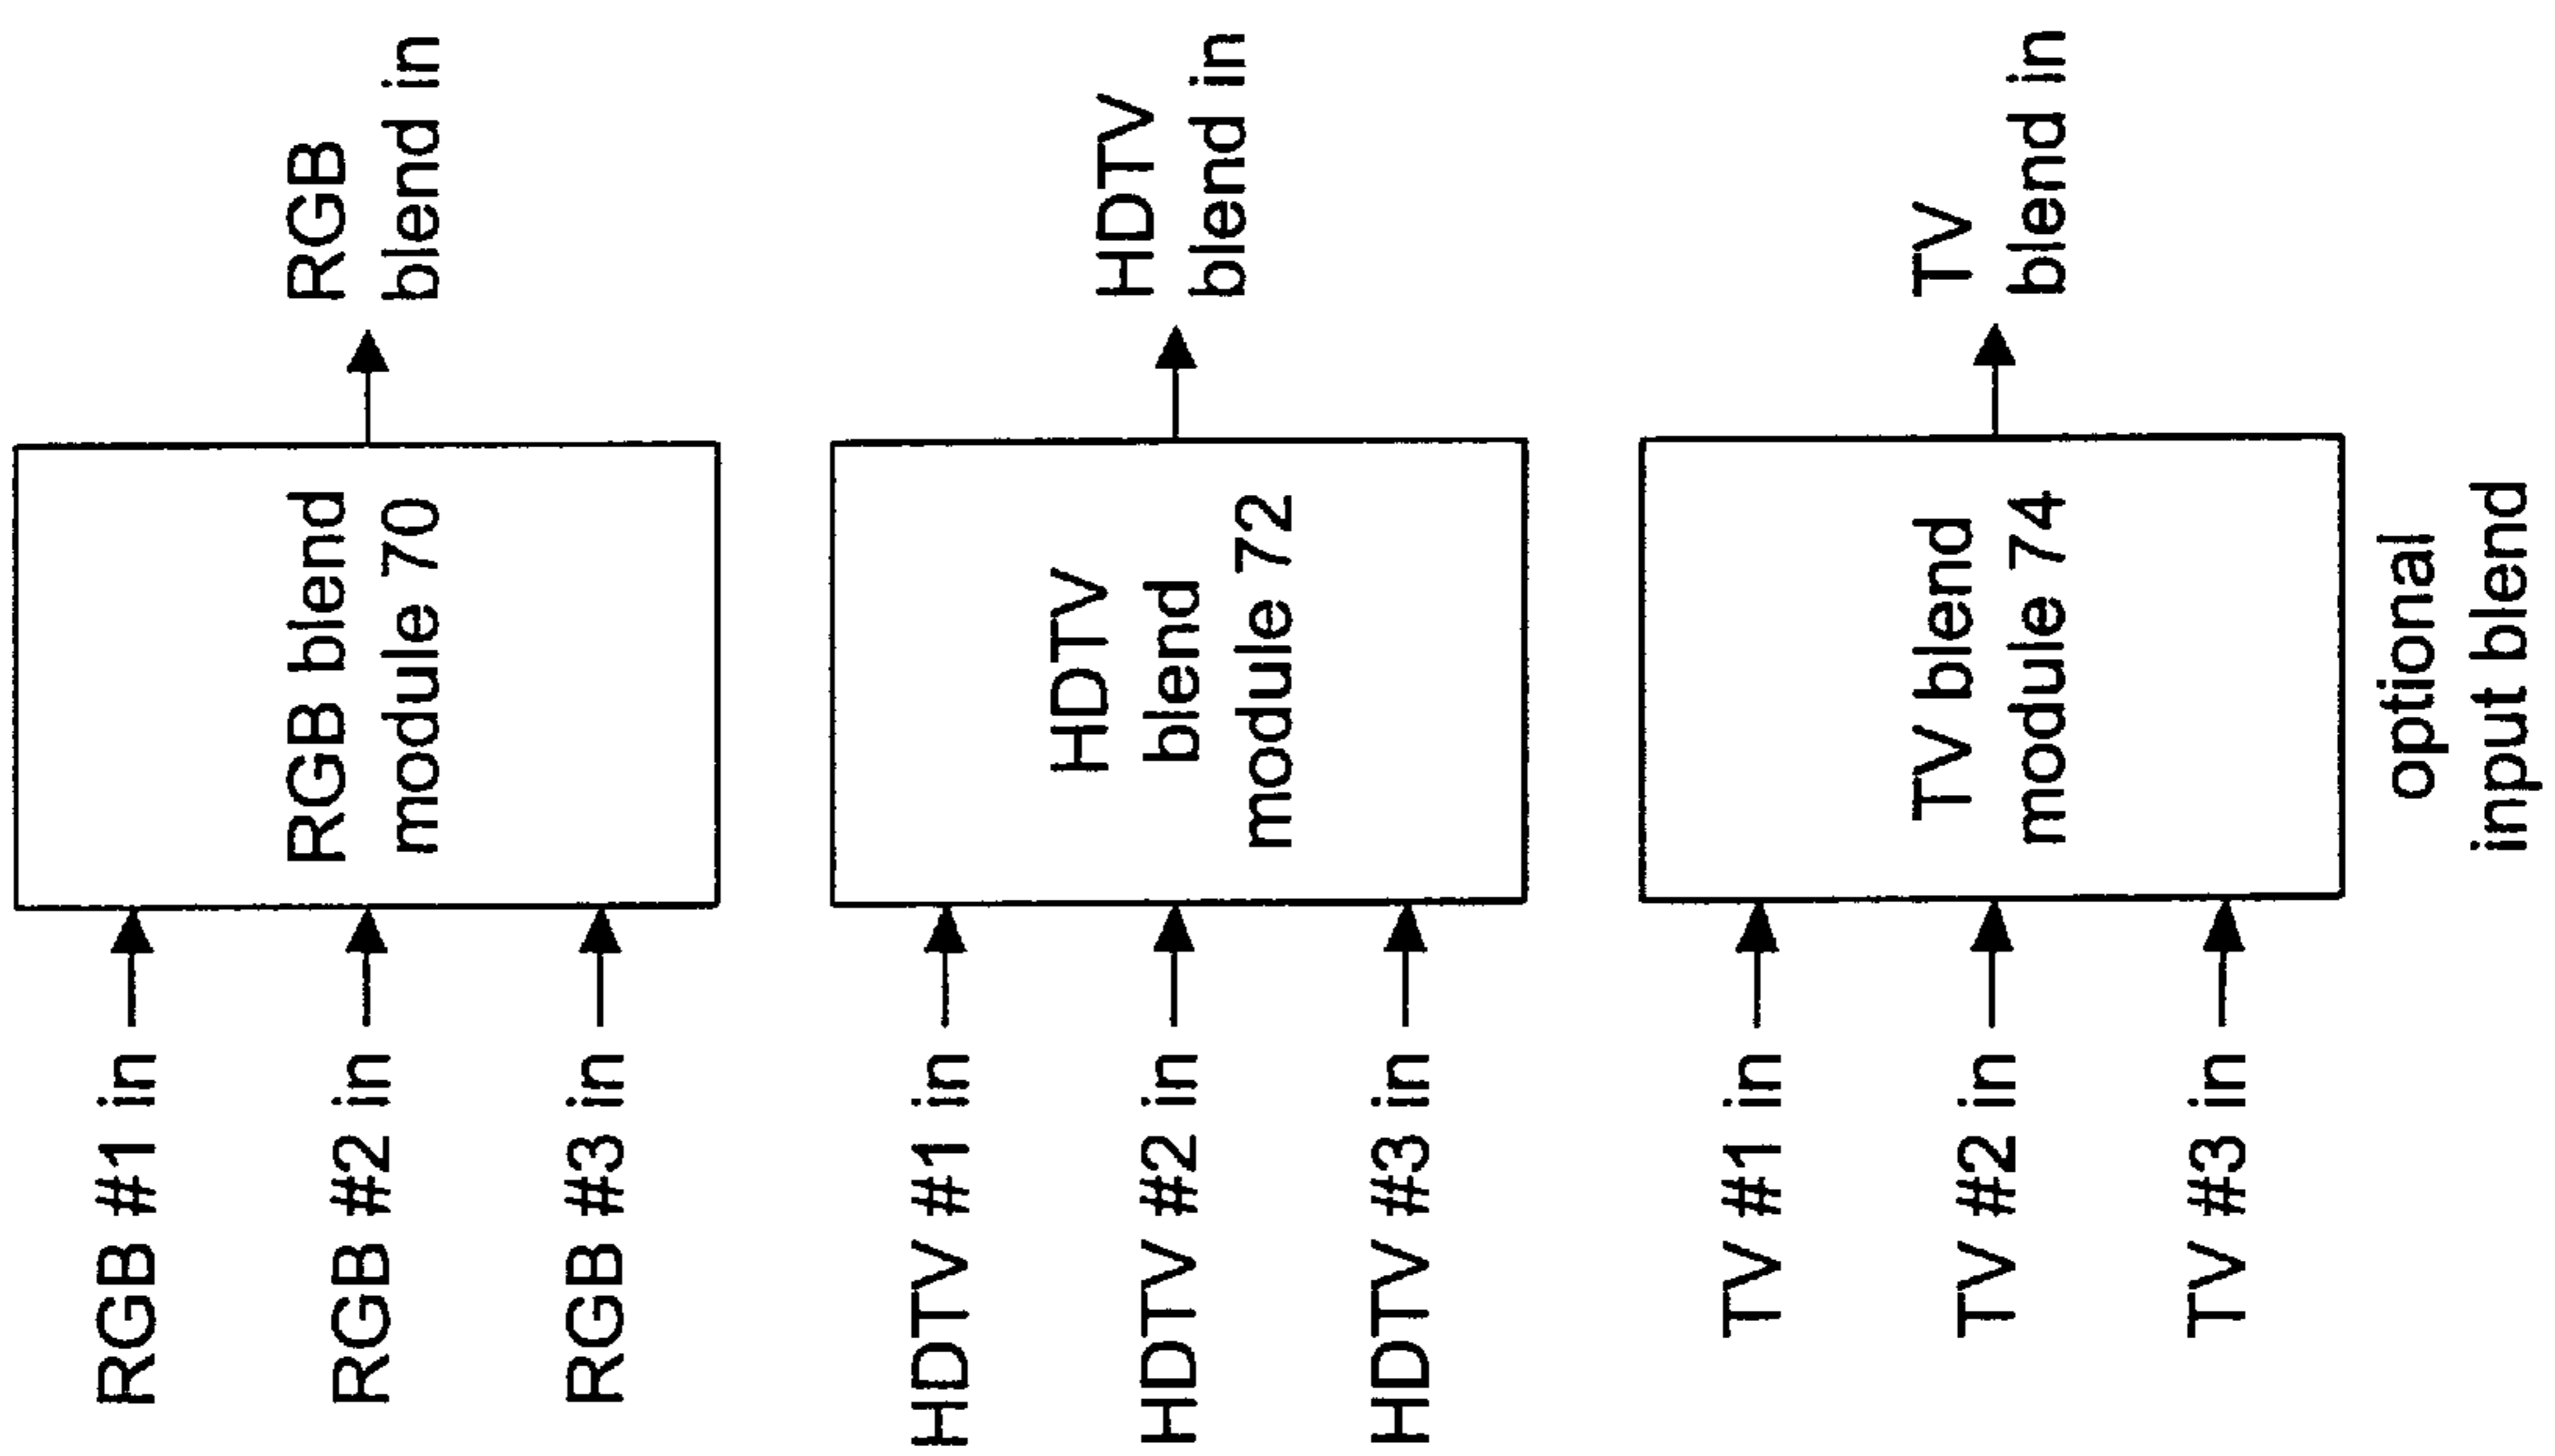 RGB #1 in
RGB #2 in
RGB #3 in
RGB blend
module 70
RGB
blend in
HDTV #1 in
HDTV #2 in
HDTV #3 in
HDTV
blend
module 72
HDTV
blend in
TV #1 in
TV #2 in
TV #3 in
TV blend
module 74
TV
blend in
optional
input blend